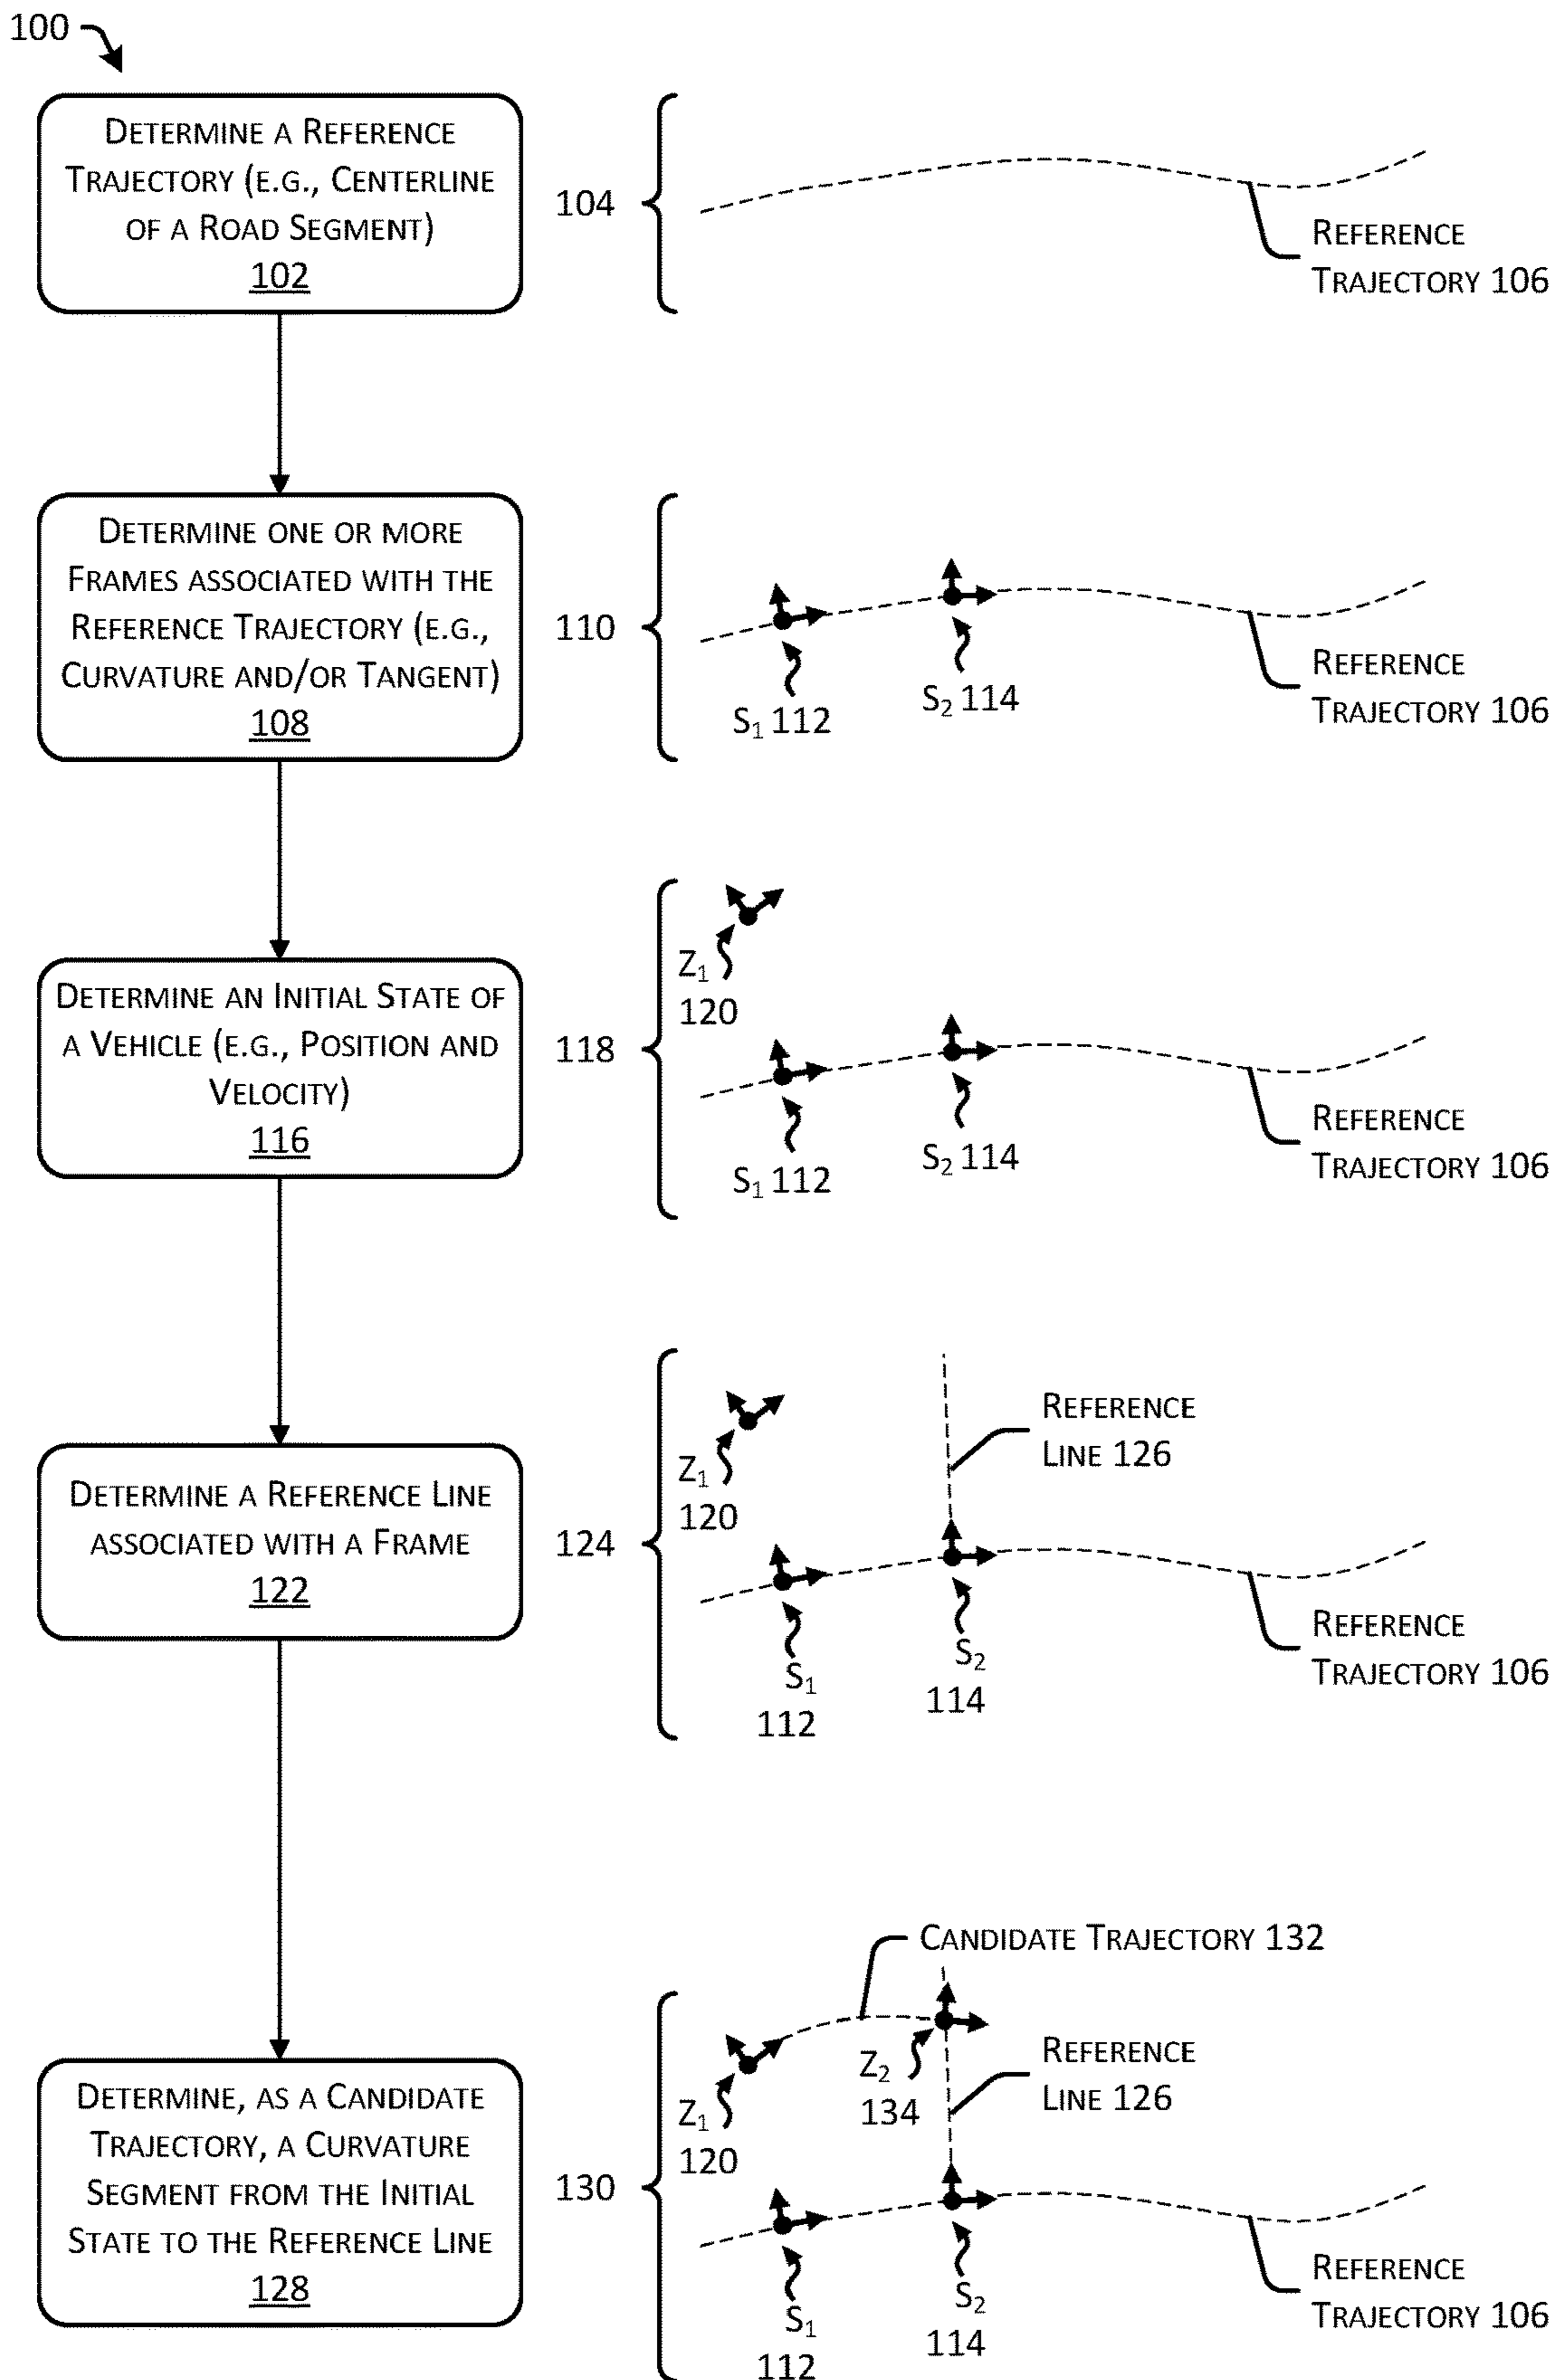 100
DETERMINE A REFERENCE
TRAJECTORY (E.G., CENTERLINE
OF A ROAD SEGMENT)
102
104
REFERENCE
TRAJECTORY 106
DETERMINE ONE OR MORE
FRAMES ASSOCIATED WITH THE
REFERENCE TRAJECTORY (E.G.,
CURVATURE AND/OR TANGENT)
108
110
S₁ 112
S₂ 114
REFERENCE
TRAJECTORY 106
DETERMINE AN INITIAL STATE OF
A VEHICLE (E.G., POSITION AND
VELOCITY)
116
118
Z₁
120
S₁ 112
S₂ 114
REFERENCE
TRAJECTORY 106
DETERMINE A REFERENCE LINE
ASSOCIATED WITH A FRAME
122
124
Z₁
120
REFERENCE
LINE 126
S₁
112
S₂
114
REFERENCE
TRAJECTORY 106
DETERMINE, AS A CANDIDATE
TRAJECTORY, A CURVATURE
SEGMENT FROM THE INITIAL
STATE TO THE REFERENCE LINE
128
130
CANDIDATE TRAJECTORY 132
Z₁
120
Z₂
134
REFERENCE
LINE 126
S₁
112
S₂
114
REFERENCE
TRAJECTORY 106